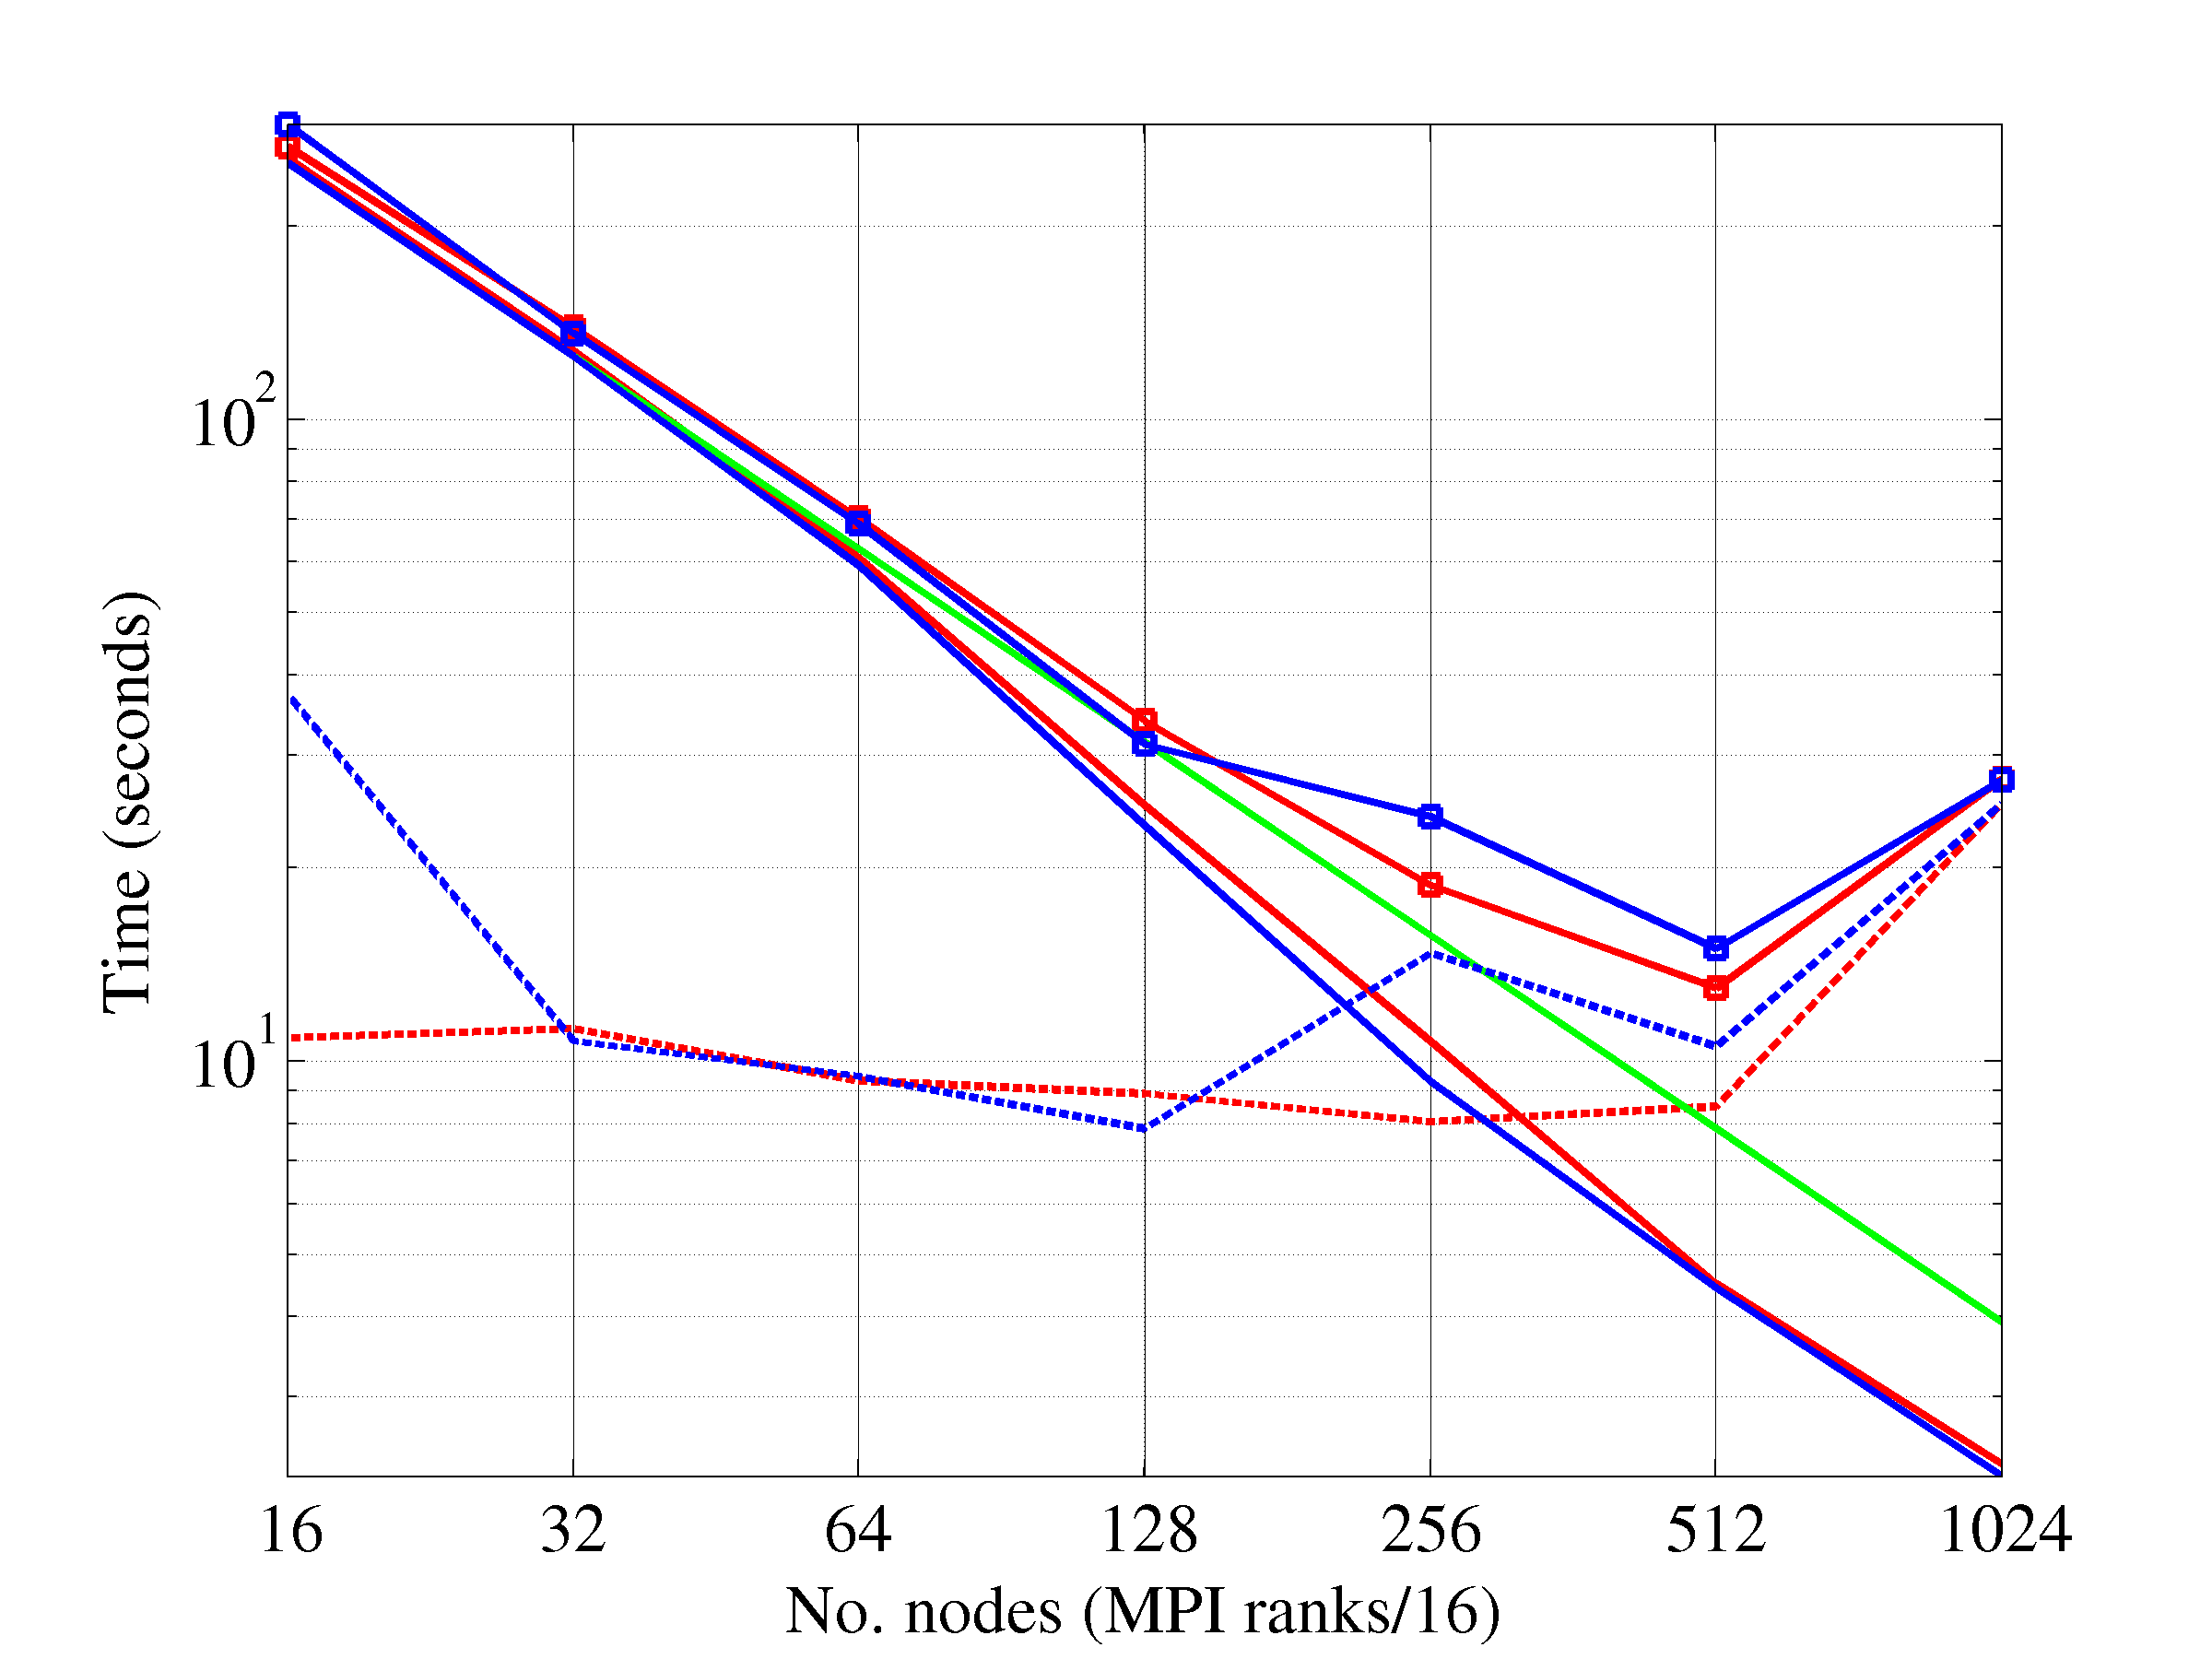 10^2
10^1
Time (seconds)
16 32 64 128 256 512 1024
No. nodes (MPI ranks/16)